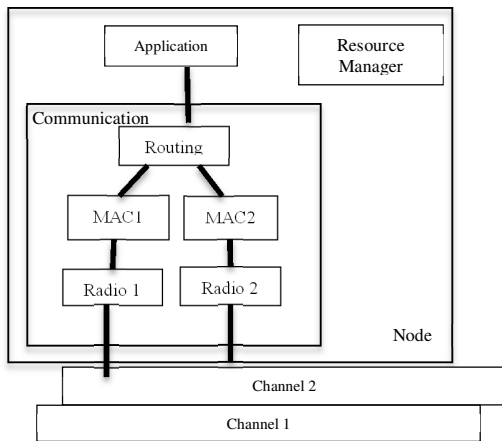 Application
Resource
Manager
Communication
Routing
MAC1
MAC2
Radio 1
Radio 2
Node
Channel 2
Channel 1